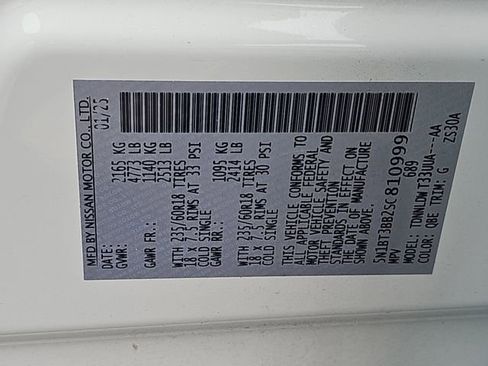 MFD BY NISSAN MOTOR CO., LTD.
DATE: 01/25
GVWR: 2165 KG
4773 LB
GAWR FR.: 1140 KG
2513 LB
WITH 235/60R18 TIRES
18 x 7.5 RIMS AT 33 PSI
COLD SINGLE
GAWR RR.: 1095 KG
2414 LB
WITH 235/60R18 TIRES
18 x 7.5 RIMS AT 30 PSI
COLD SINGLE
THIS VEHICLE CONFORMS TO
ALL APPLICABLE FEDERAL
MOTOR VEHICLE SAFETY AND
THEFT PREVENTION
STANDARDS IN EFFECT ON
THE DATE OF MANUFACTURE
SHOWN ABOVE.
5N1BT3BB2SC810999
MPV 689
MODEL: TDNNLDW T33QUA---AA
COLOR: QBE TRIM: G ZS30A